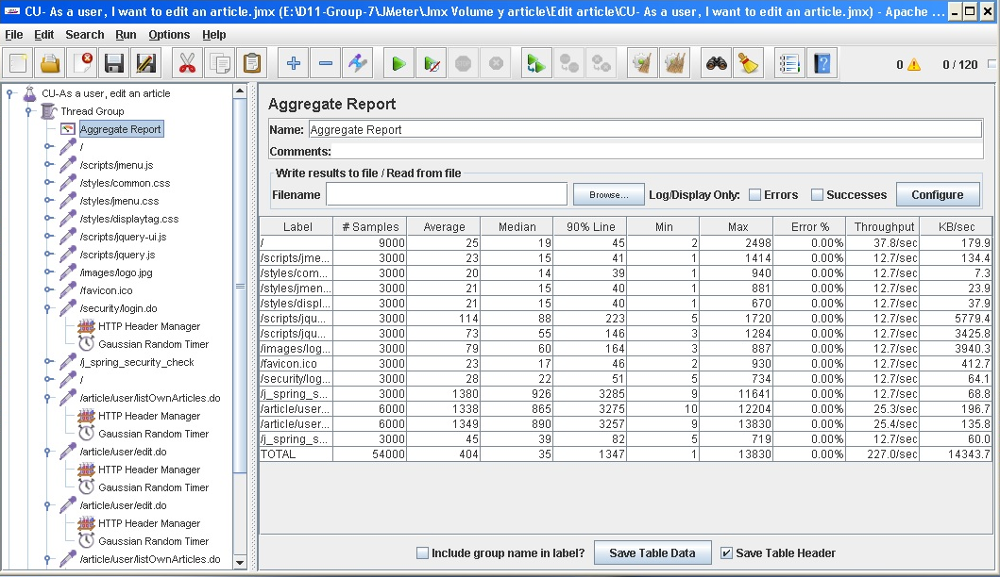 CU- As a user, I want to edit an article.jmx (E:\D11-Group-7\JMeter\Jmx Volume y article\Edit article\CU- As a user, I want to edit an article.jmx) - Apache ...
File Edit Search Run Options Help
0 0 / 120
CU-As a user, edit an article
Thread Group
Aggregate Report
/
/scripts/jmenu.js
/styles/common.css
/styles/jmenu.css
/styles/displaytag.css
/scripts/jquery-ui.js
/scripts/jquery.js
/images/logo.jpg
/favicon.ico
/security/login.do
HTTP Header Manager
Gaussian Random Timer
/j_spring_security_check
/
/article/user/listOwnArticles.do
HTTP Header Manager
Gaussian Random Timer
/article/user/edit.do
HTTP Header Manager
Gaussian Random Timer
/article/user/edit.do
HTTP Header Manager
Gaussian Random Timer
/article/user/listOwnArticles.do
Aggregate Report
Name: Aggregate Report
Comments:
Write results to file / Read from file
Filename Browse... Log/Display Only: Errors Successes Configure
Label # Samples Average Median 90% Line Min Max Error % Throughput KB/sec
/ 9000 25 19 45 2 2498 0.00% 37.8/sec 179.9
/scripts/jme... 3000 23 15 41 1 1414 0.00% 12.7/sec 134.4
/styles/com... 3000 20 14 39 1 940 0.00% 12.7/sec 7.3
/styles/jmen... 3000 21 15 40 1 881 0.00% 12.7/sec 23.9
/styles/displ... 3000 21 15 40 1 670 0.00% 12.7/sec 37.9
/scripts/jqu... 3000 114 88 223 5 1720 0.00% 12.7/sec 5779.4
/scripts/jqu... 3000 73 55 146 3 1284 0.00% 12.7/sec 3425.8
/images/log... 3000 79 60 164 3 887 0.00% 12.7/sec 3940.3
/favicon.ico 3000 23 17 46 2 930 0.00% 12.7/sec 412.7
/security/log... 3000 28 22 51 5 734 0.00% 12.7/sec 64.1
/j_spring_s... 3000 1380 926 3285 9 11641 0.00% 12.7/sec 68.8
/article/user... 6000 1338 865 3275 10 12204 0.00% 25.3/sec 196.7
/article/user... 6000 1349 890 3257 9 13830 0.00% 25.4/sec 135.8
/j_spring_s... 3000 45 39 82 5 719 0.00% 12.7/sec 60.0
TOTAL 54000 404 35 1347 1 13830 0.00% 227.0/sec 14343.7
Include group name in label? Save Table Data Save Table Header